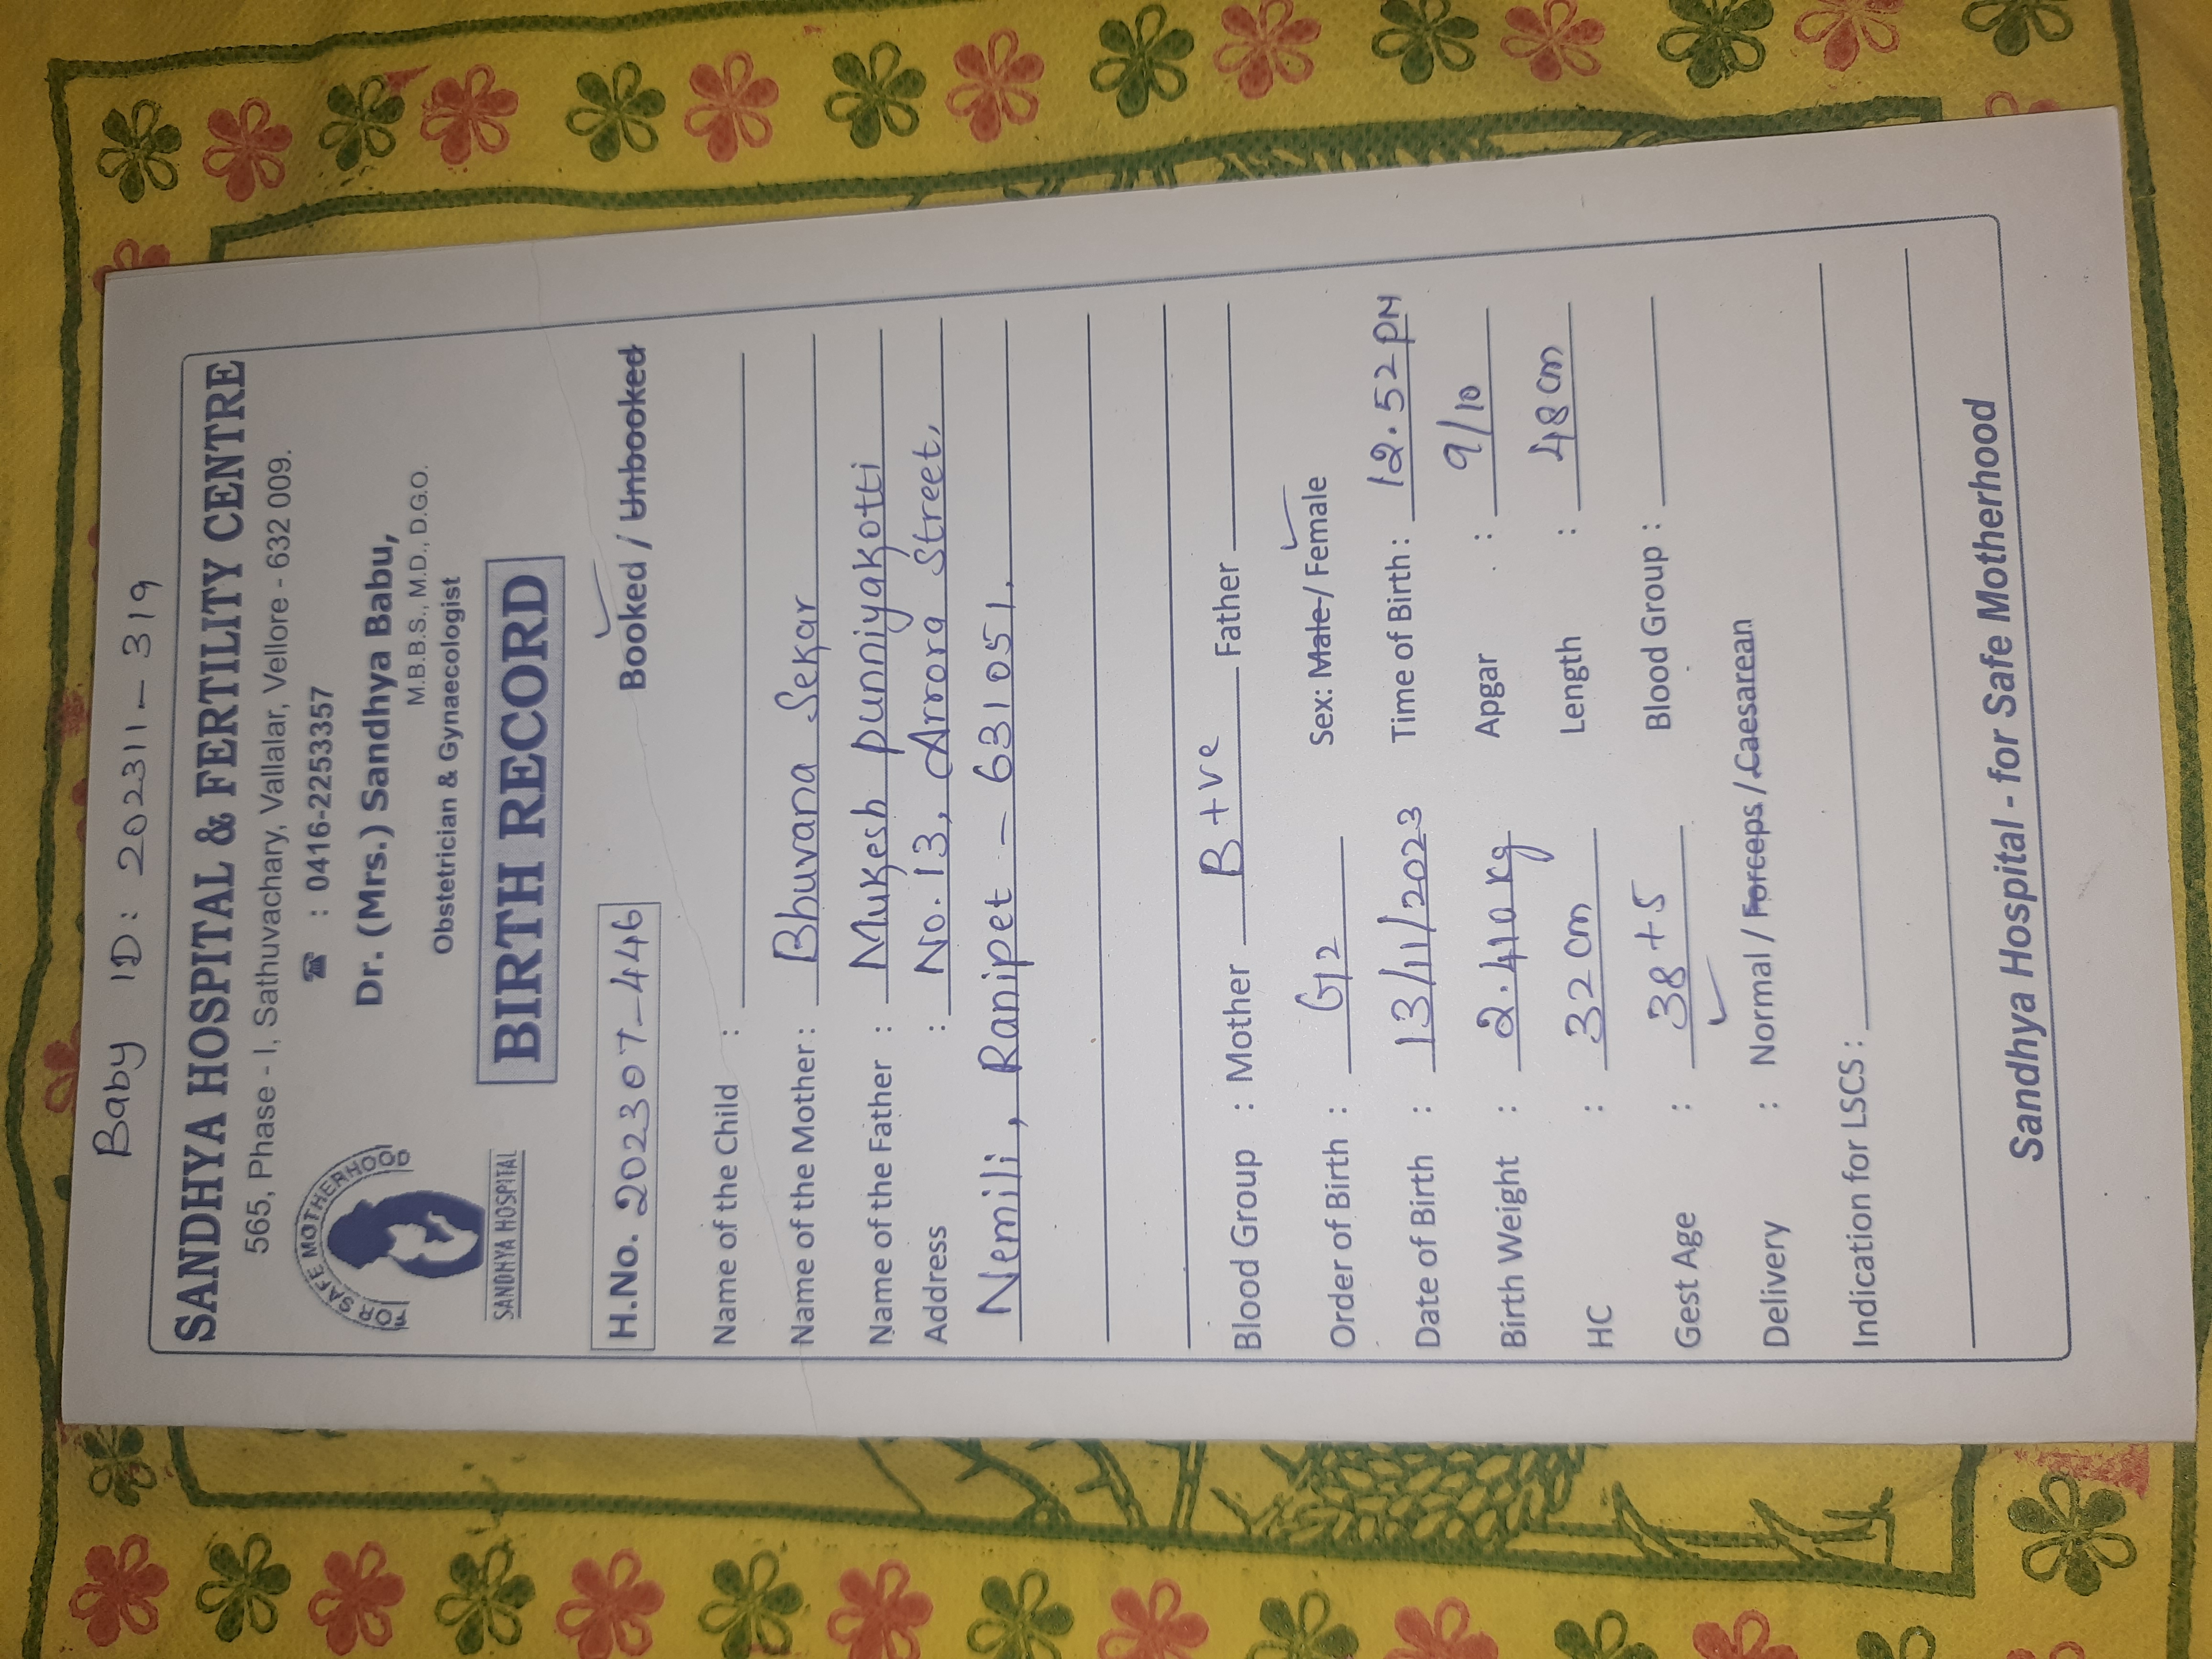 Baby ID: 202311-319
SANDHYA HOSPITAL & FERTILITY CENTRE
565, Phase - I, Sathuvachary, Vallalar, Vellore - 632 009.
☎ : 0416-2253357
FOR SAFE MOTHERHOOD
SANDHYA HOSPITAL
Dr. (Mrs.) Sandhya Babu,
M.B.B.S., M.D., D.G.O.
Obstetrician & Gynaecologist
BIRTH RECORD
H.No. 202307-446 Booked / Unbooked
Name of the Child :
Name of the Mother : Bhuvana Sekar
Name of the Father : Mukesh punniyakotti
Address : No. 13, Arrora Street,
Nemili, Ranipet - 631051.
Blood Group : Mother B +ve Father
Order of Birth : G2 Sex: Male / Female
Date of Birth : 13/11/2023 Time of Birth : 12.52 PM
Birth Weight : 2.410 kg Apgar : 9/10
HC : 32 cm Length : 48 cm
Gest Age : 38+5 Blood Group :
Delivery : Normal / Forceps / Caesarean
Indication for LSCS :
Sandhya Hospital - for Safe Motherhood